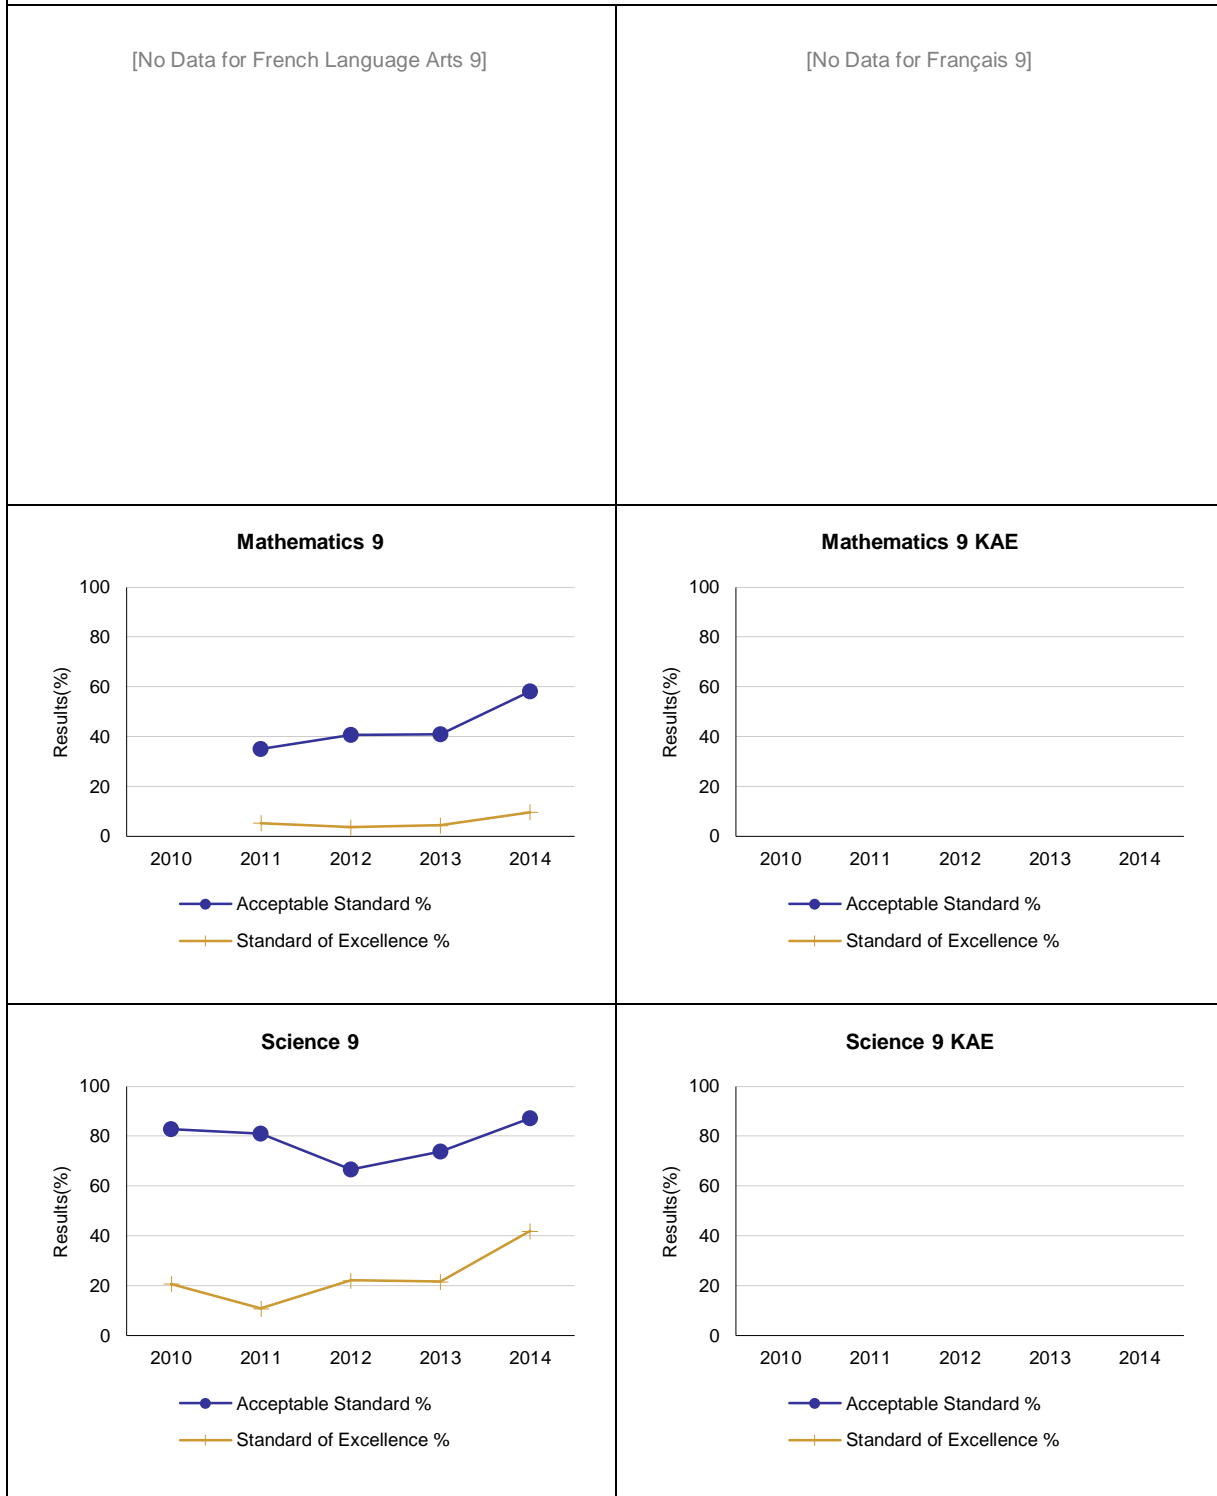 [No Data for French Language Arts 9]
[No Data for Français 9]
Mathematics 9
100
80
60
40
20
0
Results(%)
2010 2011 2012 2013 2014
Acceptable Standard %
Standard of Excellence %
Mathematics 9 KAE
100
80
60
40
20
0
Results(%)
2010 2011 2012 2013 2014
Acceptable Standard %
Standard of Excellence %
Science 9
100
80
60
40
20
0
Results(%)
2010 2011 2012 2013 2014
Acceptable Standard %
Standard of Excellence %
Science 9 KAE
100
80
60
40
20
0
Results(%)
2010 2011 2012 2013 2014
Acceptable Standard %
Standard of Excellence %